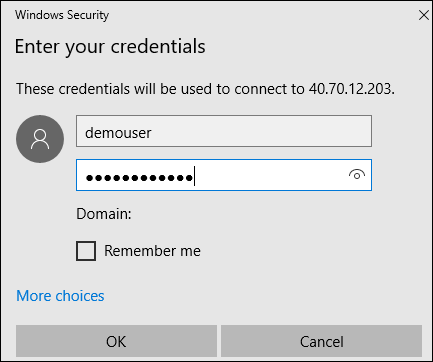 Windows Security
Enter your credentials
These credentials will be used to connect to 40.70.12.203.
demouser
●●●●●●●●●●●●
Domain:
Remember me
More choices
OK
Cancel